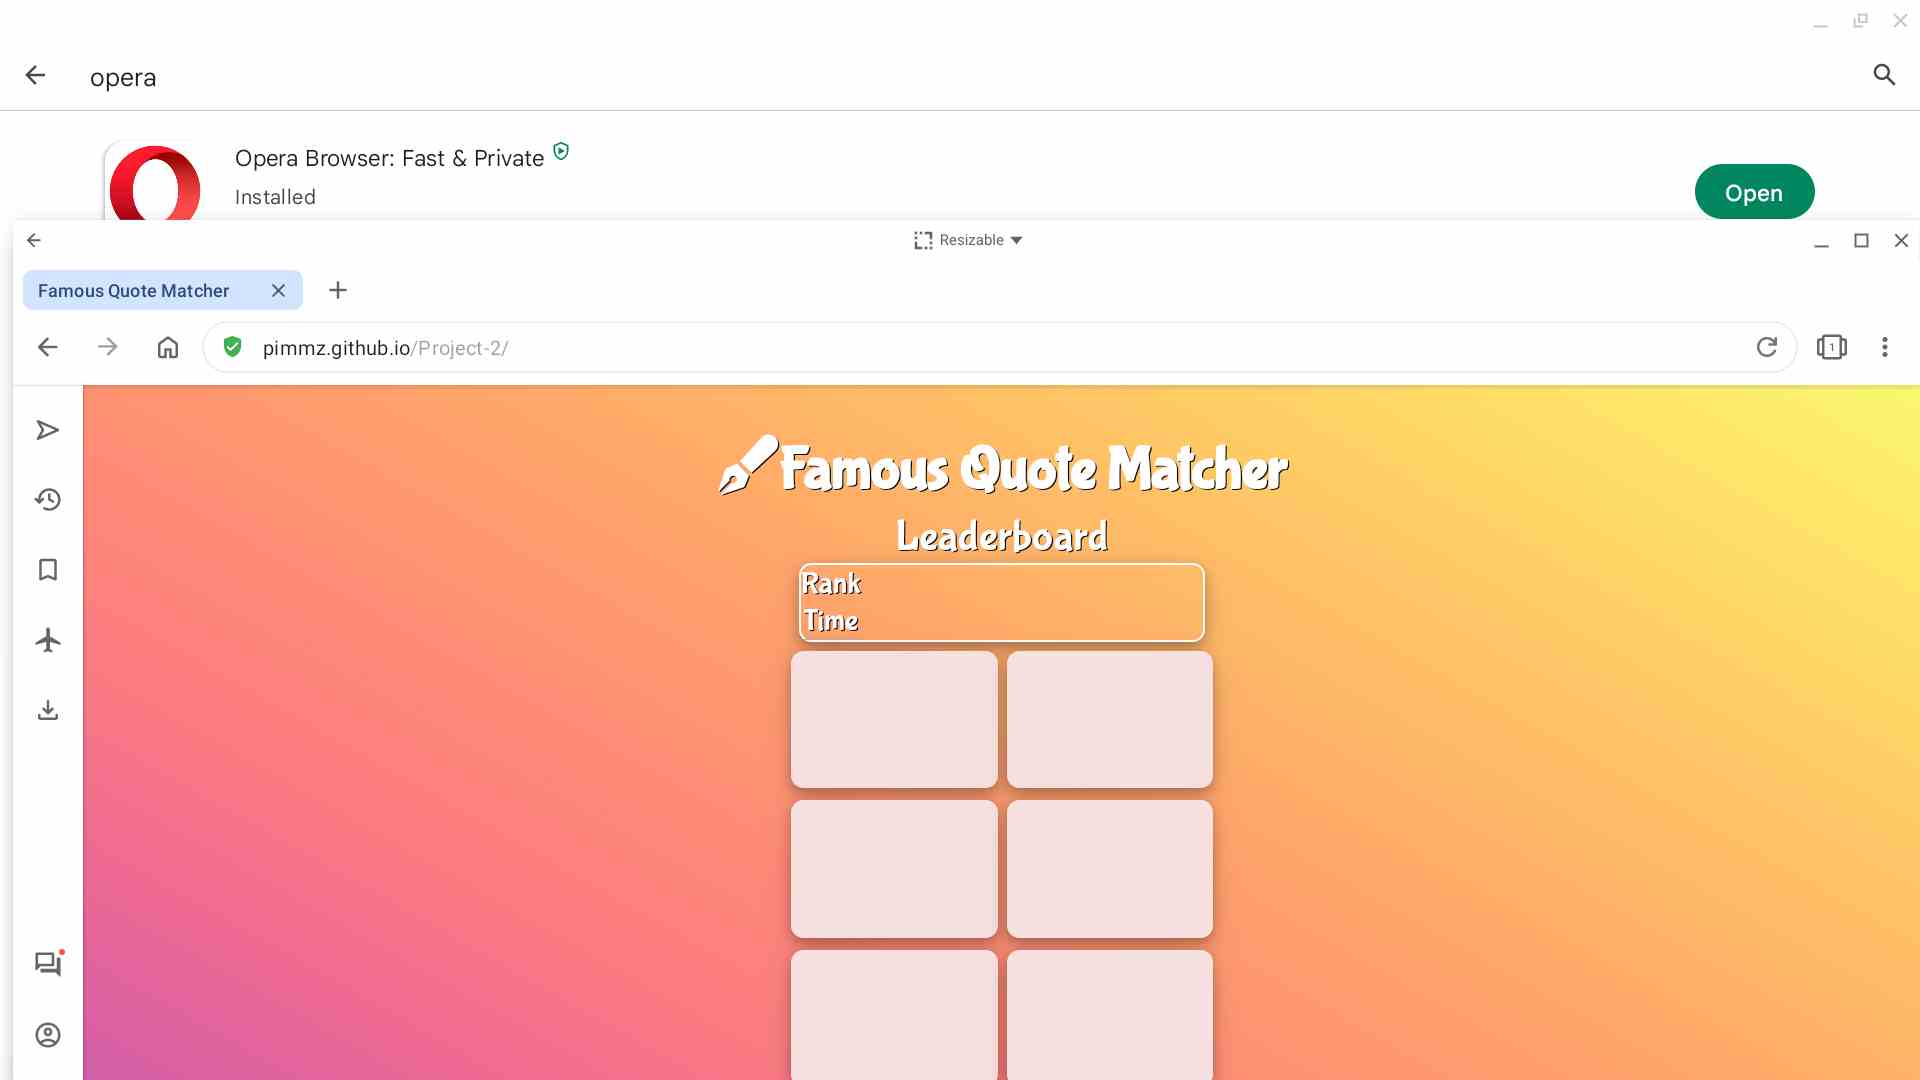 opera
Opera Browser: Fast & Private
Installed
Open
Resizable
Famous Quote Matcher
pimmz.github.io/Project-2/
1
Famous Quote Matcher
Leaderboard
Rank
Time